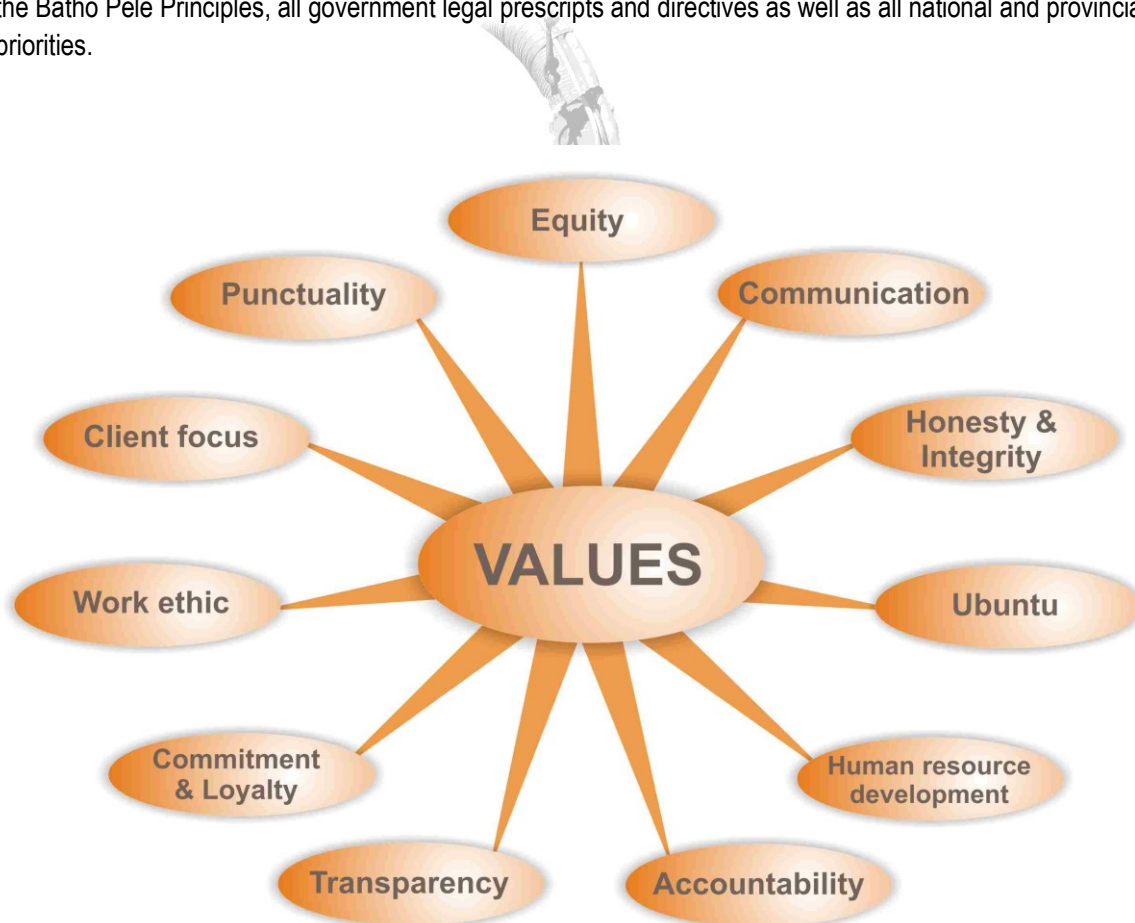 the Batho Pele Principles, all government legal prescripts and directives as well as all national and provincia
priorities.
Equity
Punctuality
Communication
Client focus
Honesty &
Integrity
VALUES
Work ethic
Ubuntu
Commitment
& Loyalty
Human resource
development
Transparency
Accountability